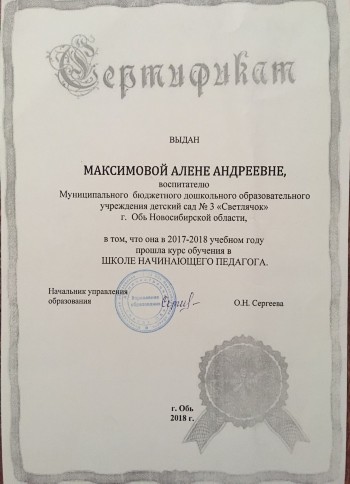 Сертификат
ВЫДАН
МАКСИМОВОЙ АЛЕНЕ АНДРЕЕВНЕ,
воспитателю
Муниципального бюджетного дошкольного образовательного
учреждения детский сад № 3 «Светлячок»
г. Обь Новосибирской области,
в том, что она в 2017-2018 учебном году
прошла курс обучения в
ШКОЛЕ НАЧИНАЮЩЕГО ПЕДАГОГА.
Начальник управления
образования
О.Н. Сергеева
г. Обь
2018 г.